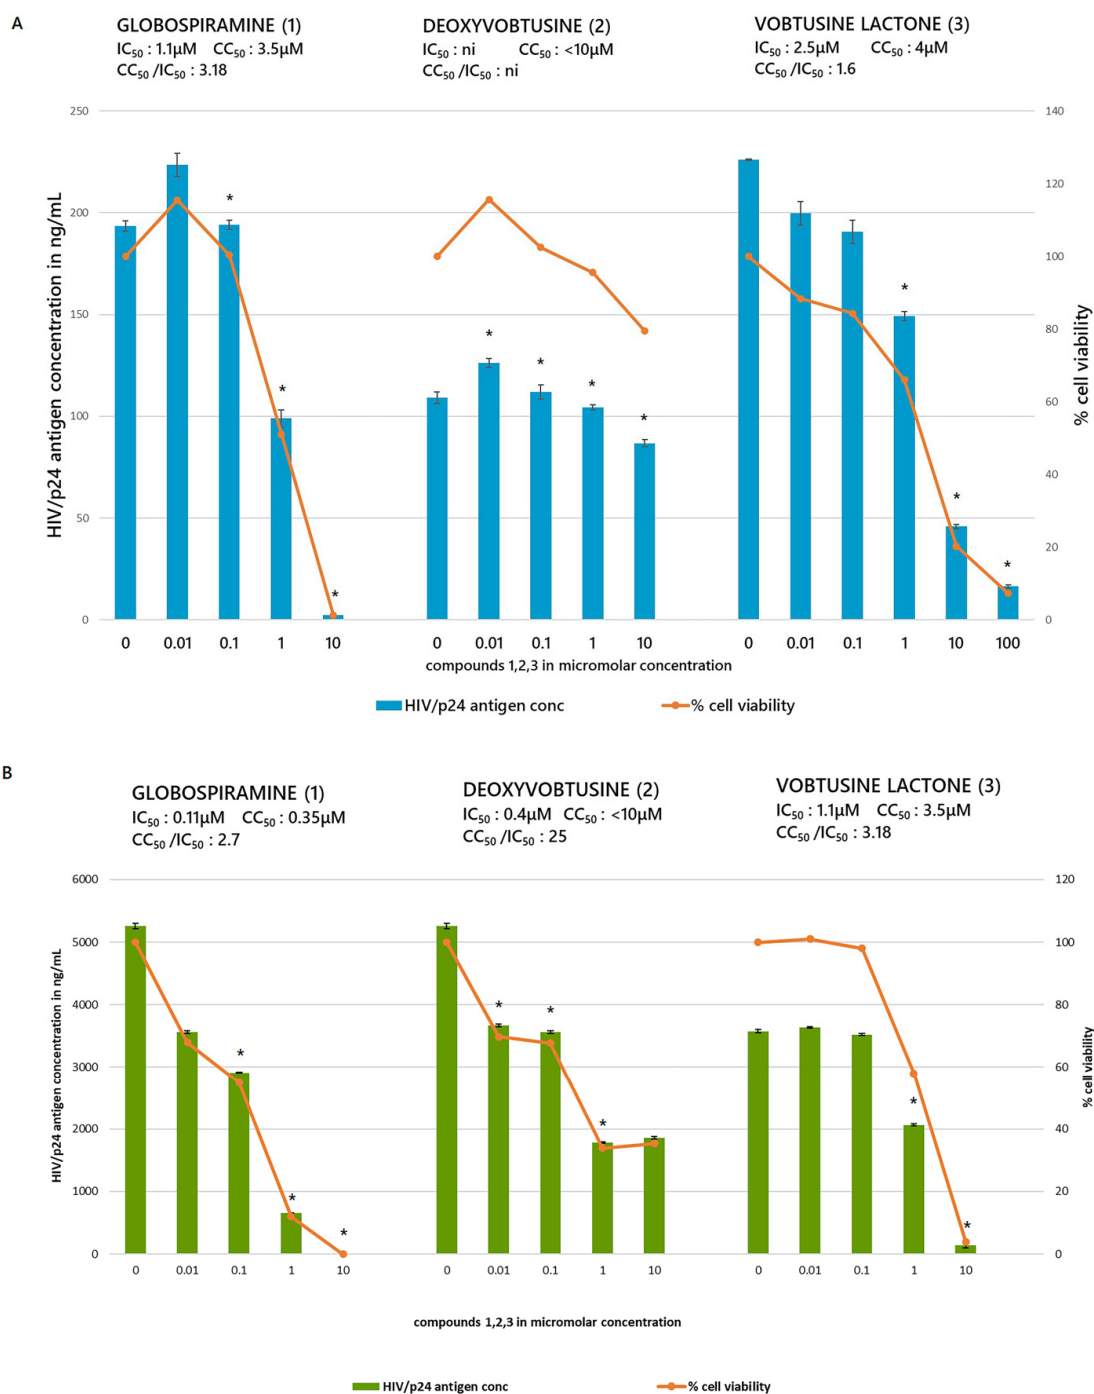 A
GLOBOSPIRAMINE (1)
IC50 : 1.1µM CC50 : 3.5µM
CC50 /IC50 : 3.18
DEOXYVOBTUSINE (2)
IC50 : ni CC50 : <10µM
CC50 /IC50 : ni
VOBTUSINE LACTONE (3)
IC50 : 2.5µM CC50 : 4µM
CC50 /IC50 : 1.6
HIV/p24 antigen concentration in ng/mL
250
200
150
100
50
0
140
120
100
80
60
40
20
0
% cell viability
* * *
* * * *
* * *
0 0.01 0.1 1 10
0 0.01 0.1 1 10
0 0.01 0.1 1 10 100
compounds 1,2,3 in micromolar concentration
HIV/p24 antigen conc % cell viability
B
GLOBOSPIRAMINE (1)
IC50 : 0.11µM CC50 : 0.35µM
CC50 /IC50 : 2.7
DEOXYVOBTUSINE (2)
IC50 : 0.4µM CC50 : <10µM
CC50 /IC50 : 25
VOBTUSINE LACTONE (3)
IC50 : 1.1µM CC50 : 3.5µM
CC50 /IC50 : 3.18
HIV/p24 antigen concentration in ng/mL
6000
5000
4000
3000
2000
1000
0
120
100
80
60
40
20
0
% cell viability
* * *
* * *
* *
0 0.01 0.1 1 10
0 0.01 0.1 1 10
0 0.01 0.1 1 10
compounds 1,2,3 in micromolar concentration
HIV/p24 antigen conc % cell viability